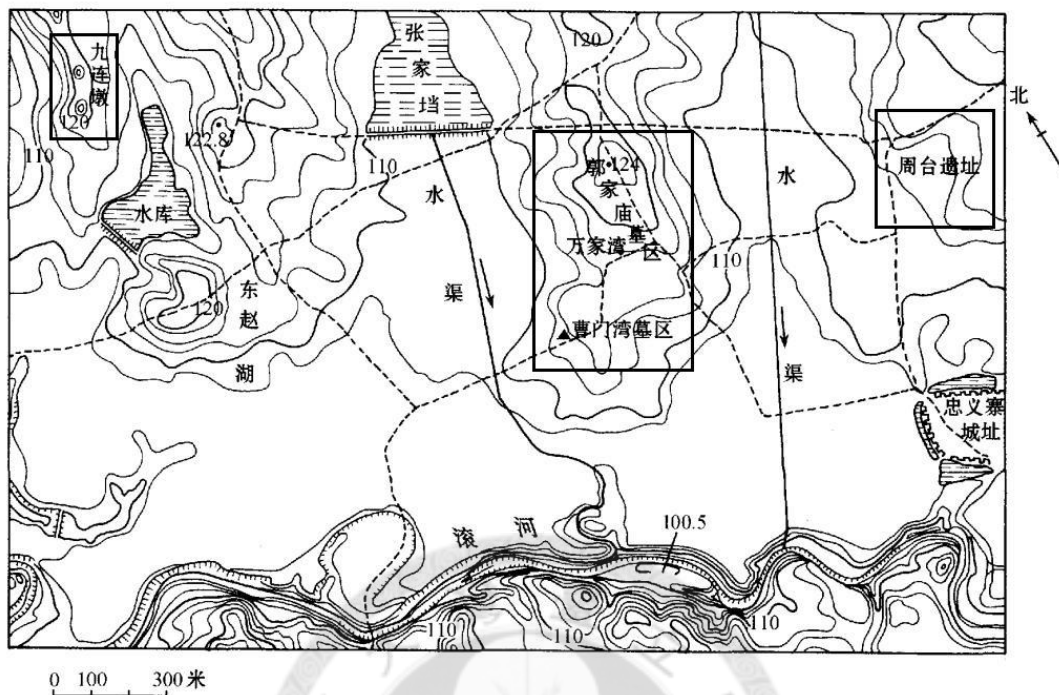 九连墩
120
110
水库
122.8
东赵湖
120
张家垱
110
水渠
120
124
郭家庙墓区
万家湾
曹门湾墓区
110
水渠
北
周台遗址
忠义寨
城址
滚河
100.5
110
110
110
0 100 300 米